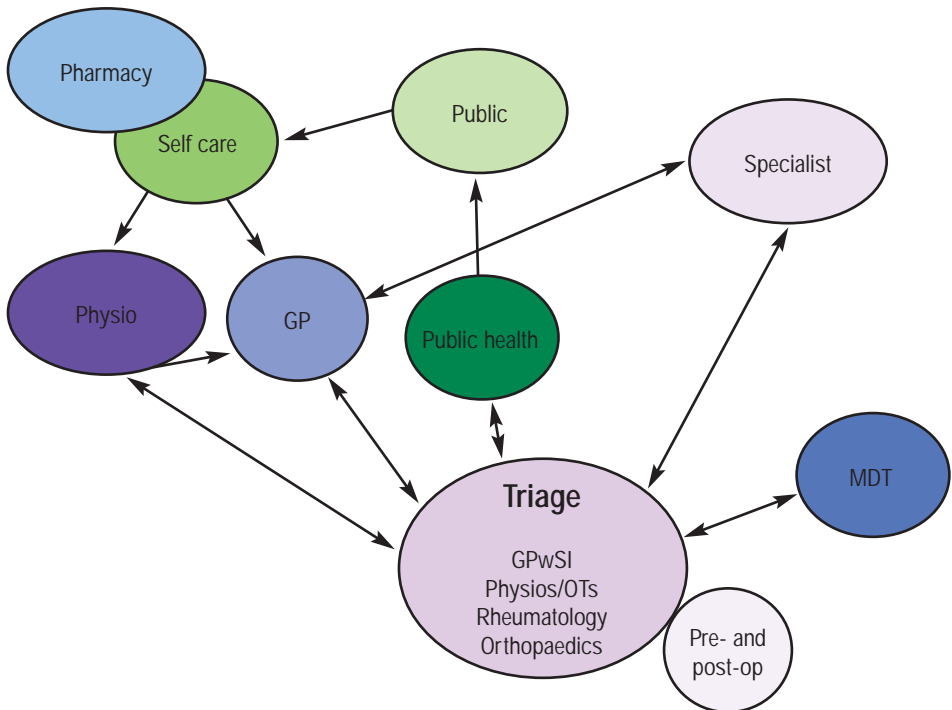 Pharmacy
Public
Self care
Specialist
Physio
GP
Public health
MDT
Triage
GPwSI
Physios/OTs
Rheumatology
Orthopaedics
Pre- and
post-op